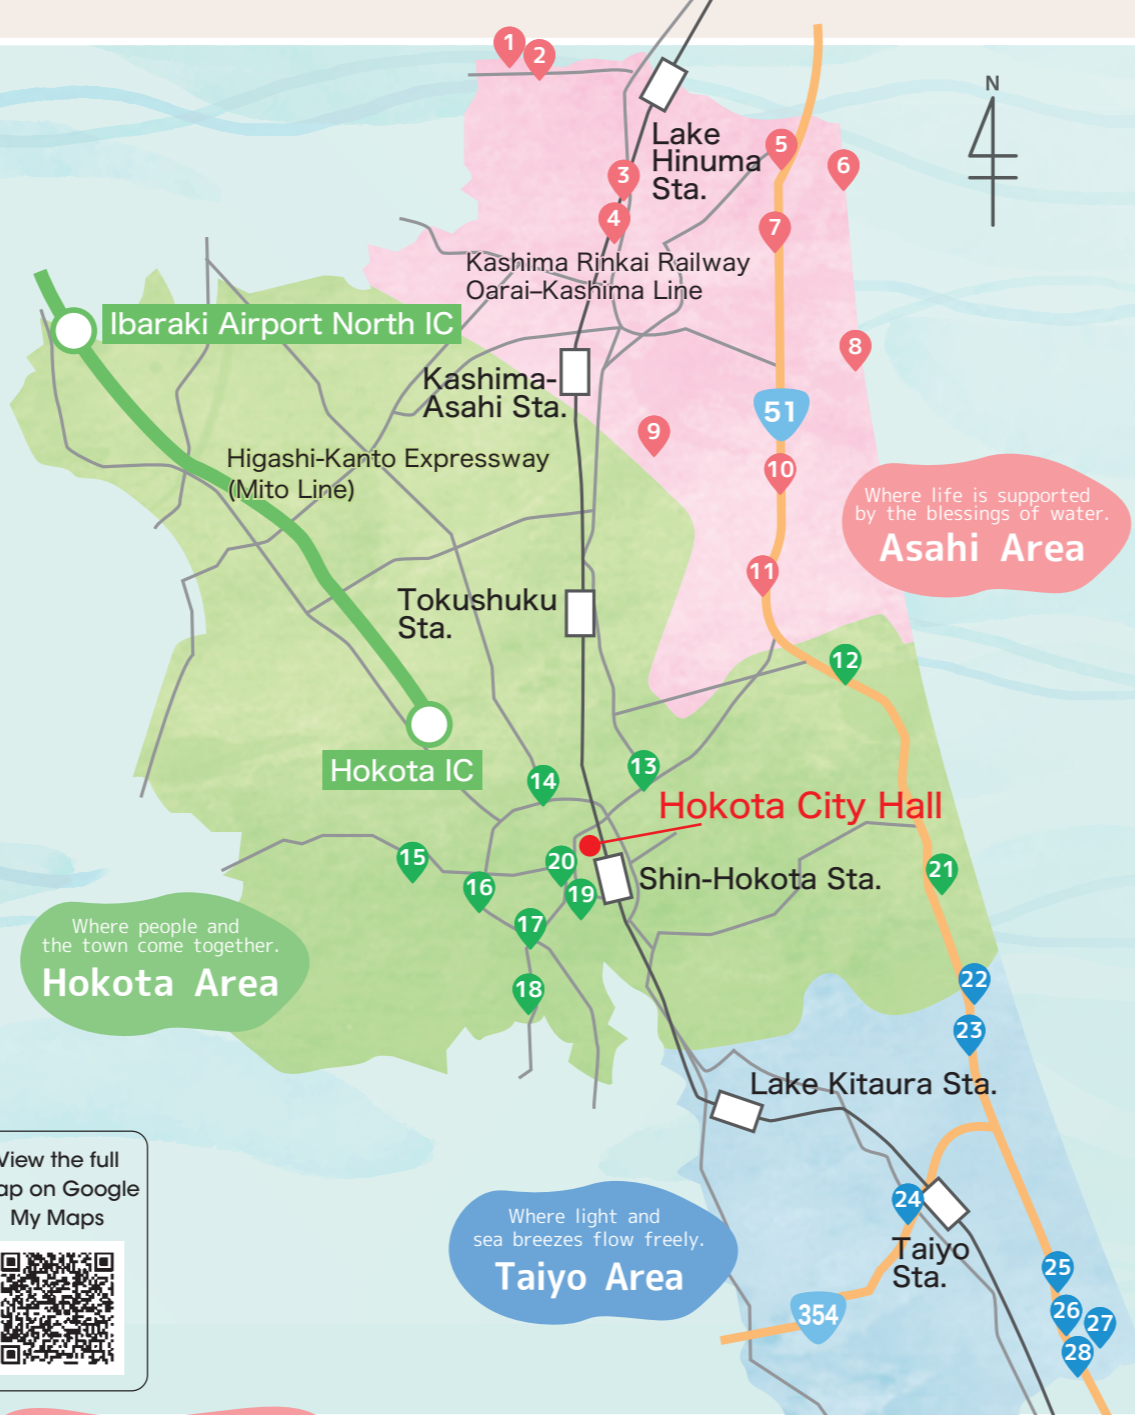 1
2
N
Lake
Hinuma
Sta.
5
6
3
4
7
Kashima Rinkai Railway
Oarai–Kashima Line
Ibaraki Airport North IC
8
Kashima-
Asahi Sta.
51
9
Higashi-Kanto Expressway
(Mito Line)
10
Where life is supported
by the blessings of water.
Asahi Area
11
Tokushuku
Sta.
12
Hokota IC
13
14
Hokota City Hall
15
20
16
19
Shin-Hokota Sta.
21
17
Where people and
the town come together.
Hokota Area
18
22
23
Lake Kitaura Sta.
View the full
ap on Google
My Maps
24
Where light and
sea breezes flow freely.
Taiyo Area
Taiyo
Sta.
25
354
26
27
28